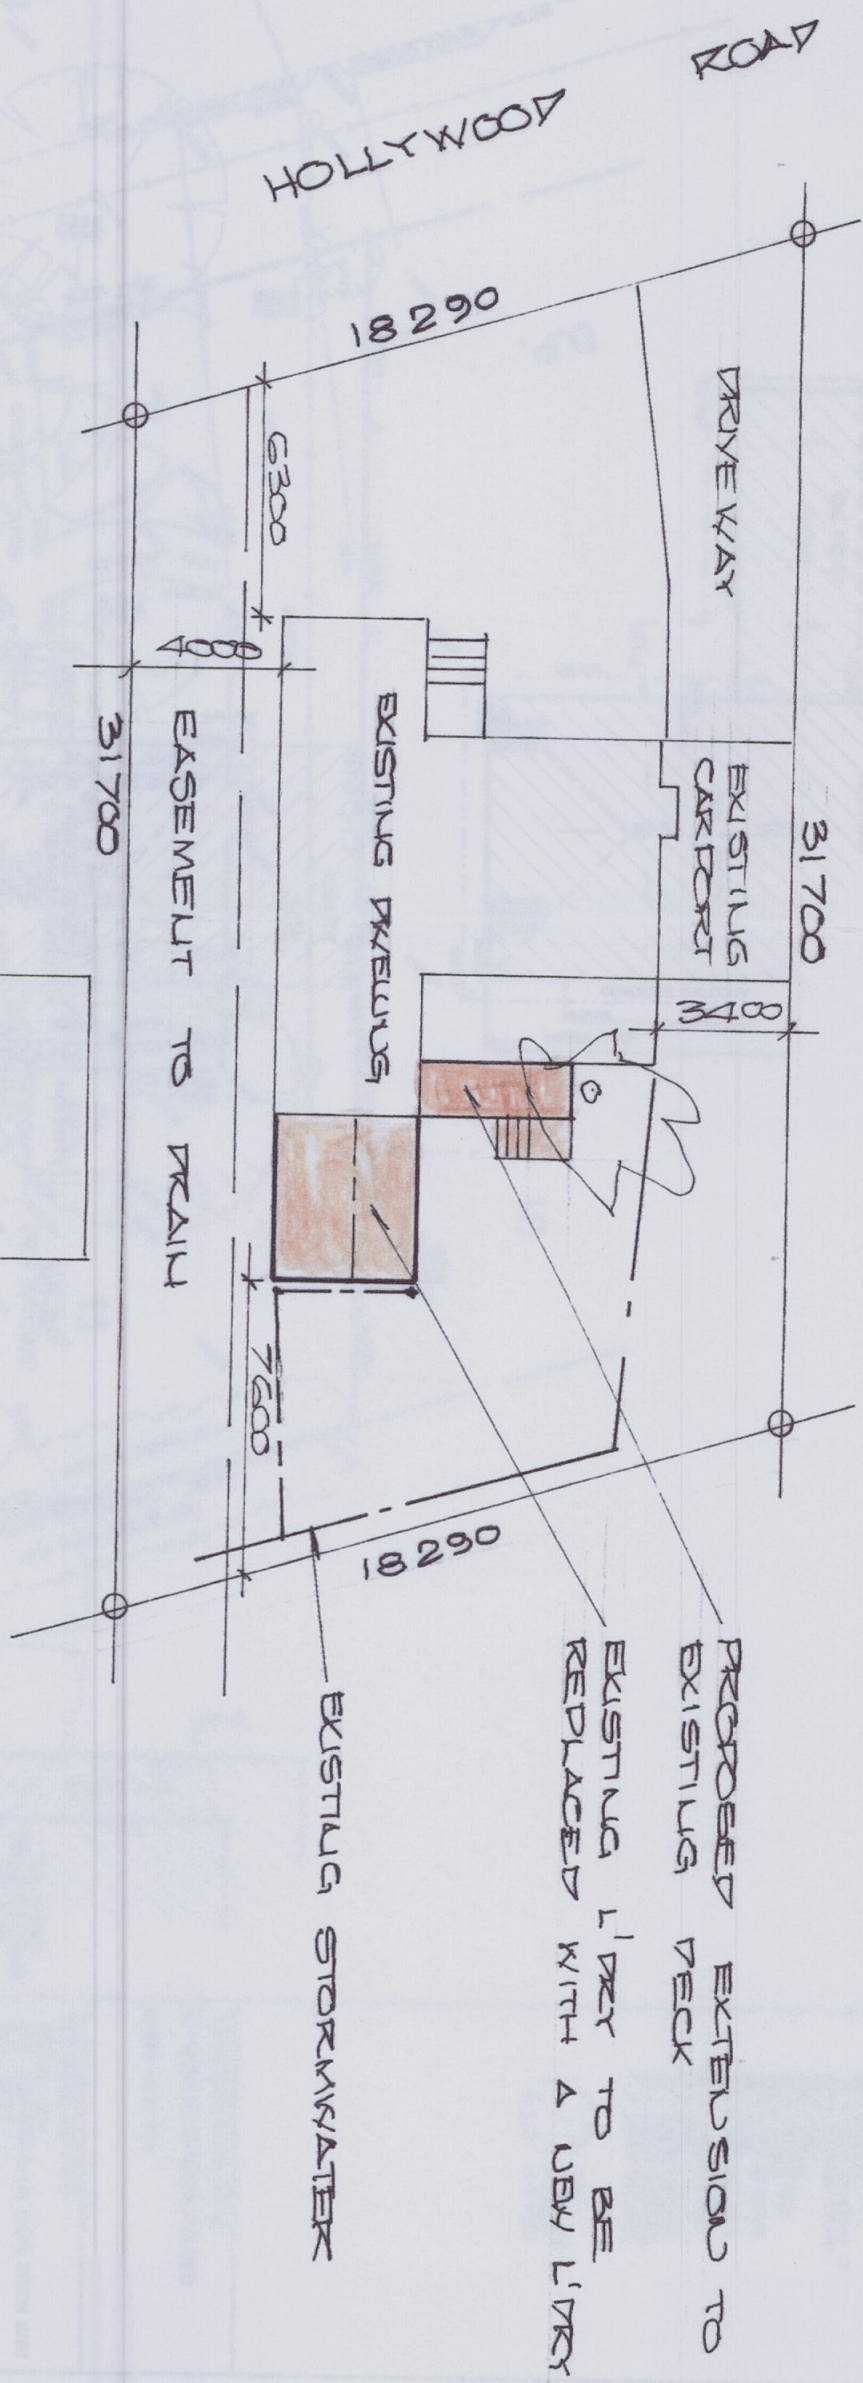 HOLLYWOOD ROAD
18290
DRIVEWAY
6300
31700
EXISTING
CARPORT
3480
EXISTING DWELLING
4000
EASEMENT TO DRAIN
31700
7600
18290
PROPOSED EXTENSION TO
EXISTING DECK
EXISTING L'DRY TO BE
REPLACED WITH A NEW L'DRY
EXISTING STORMWATER